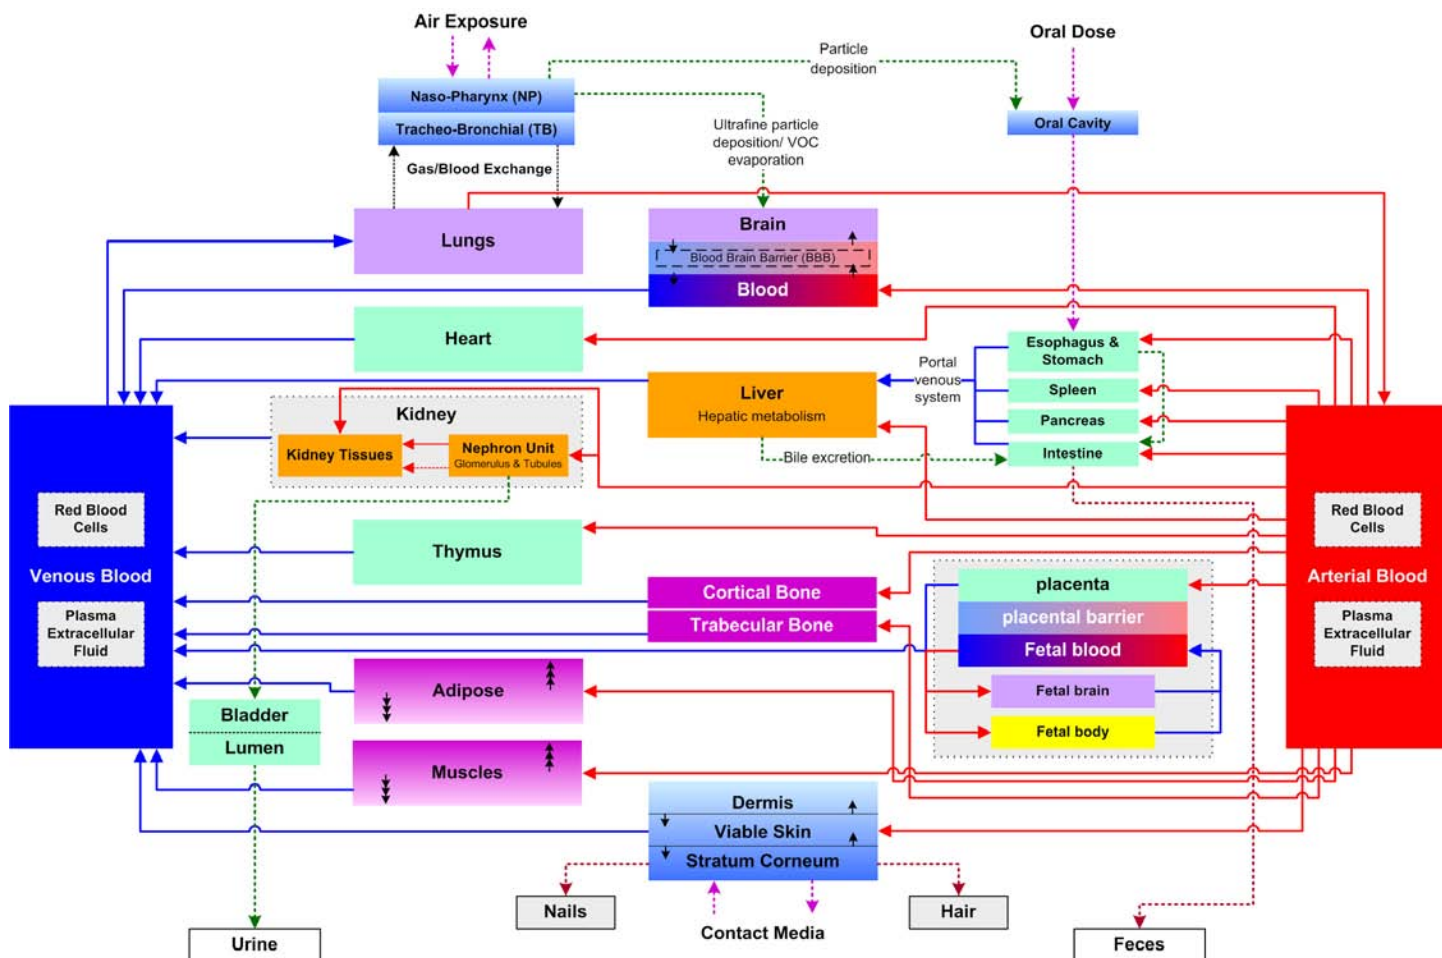 Air Exposure
Oral Dose
Particle
deposition
Naso-Pharynx (NP)
Tracheo-Bronchial (TB)
Oral Cavity
Ultrafine particle
deposition/ VOC
evaporation
Gas/Blood Exchange
Lungs
Brain
Blood Brain Barrier (BBB)
Blood
Heart
Esophagus &
Stomach
Portal
venous
system
Spleen
Liver
Hepatic metabolism
Pancreas
Kidney
Kidney Tissues
Nephron Unit
Glomerulus & Tubules
Bile excretion
Intestine
Red Blood
Cells
Venous Blood
Plasma
Extracellular
Fluid
Red Blood
Cells
Arterial Blood
Plasma
Extracellular
Fluid
Thymus
Cortical Bone
Trabecular Bone
placenta
placental barrier
Fetal blood
Fetal brain
Fetal body
Adipose
Bladder
Lumen
Muscles
Dermis
Viable Skin
Stratum Corneum
Nails
Hair
Contact Media
Urine
Feces